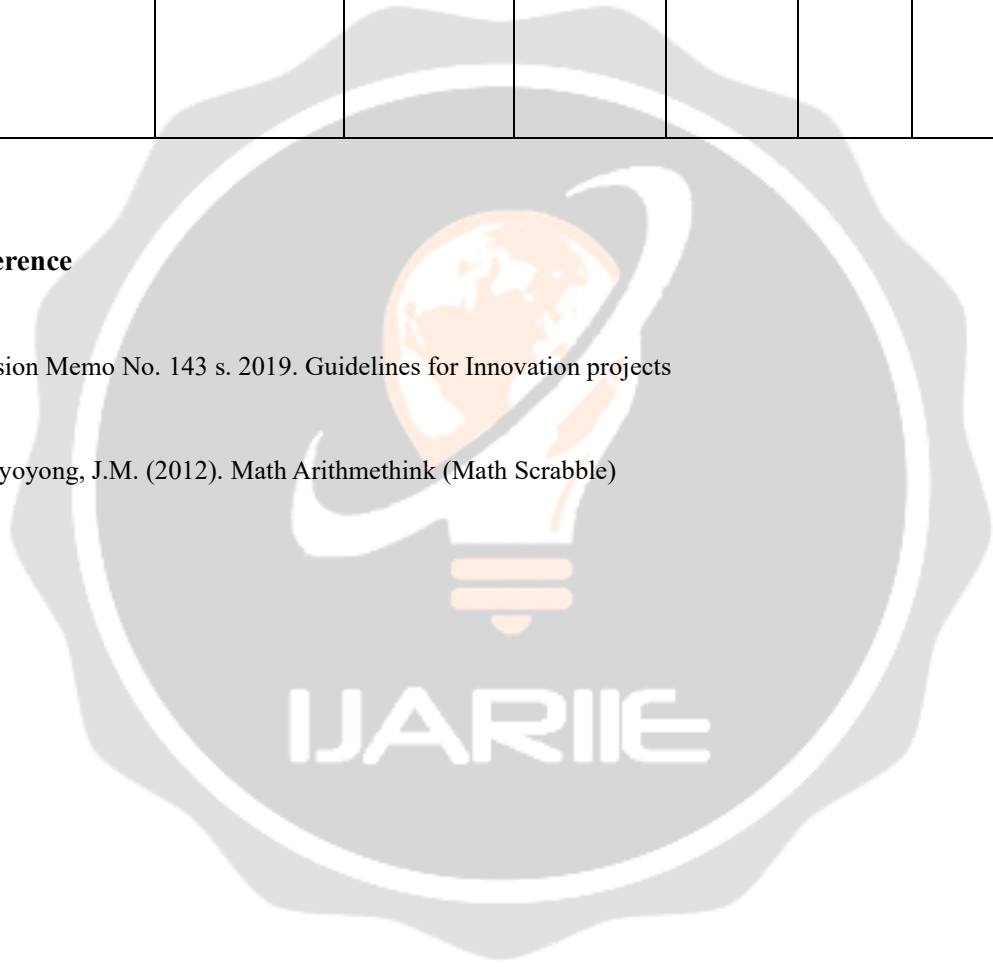 erence
sion Memo No. 143 s. 2019. Guidelines for Innovation projects
yoyong, J.M. (2012). Math Arithmethink (Math Scrabble)
IJARIIE